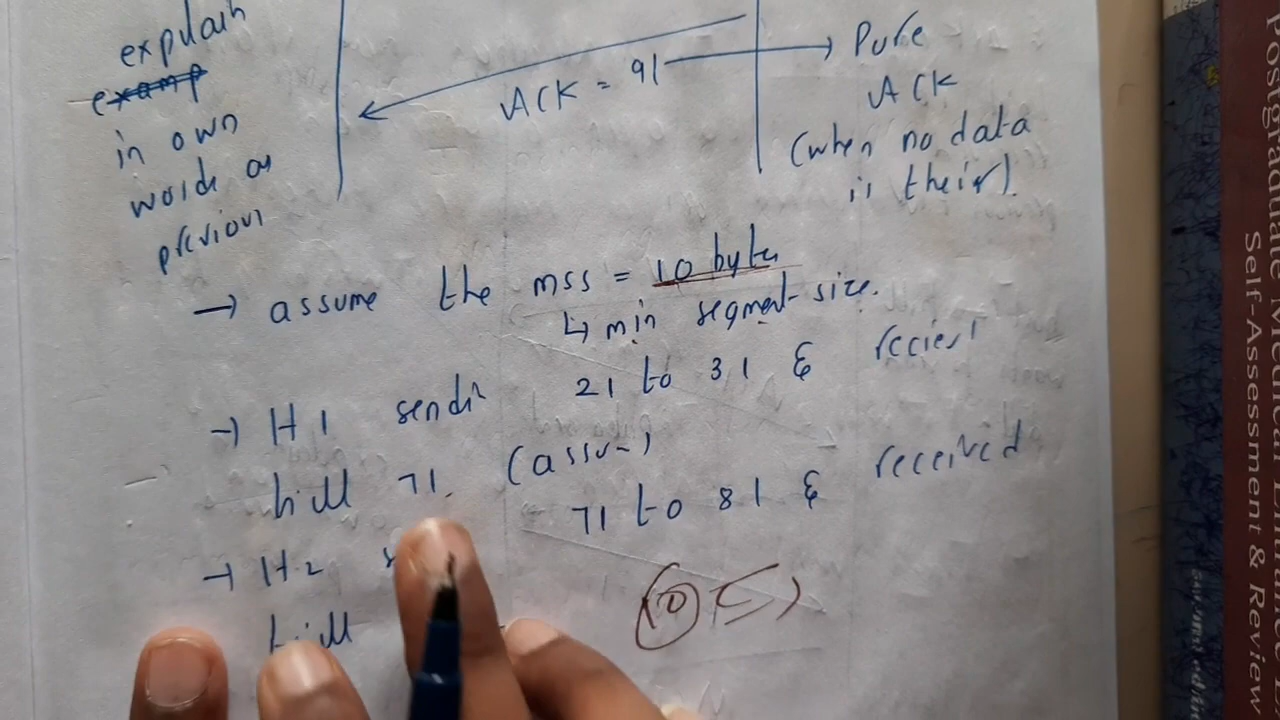 explain
examp
in own
words as
previous
ACK = 91
Pure
ACK
(when no data
is their).
→ assume the mss = 10 bytes
↳ min segment size.
→ H1 sends 21 to 31 &
till 71. (assum)
→ H2 71 to 81 & received
till
10
Postgraduate Medical Entrance
Self-Assessment & Review